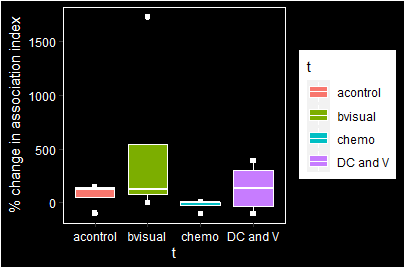 % change in association index
1500
1000
500
0
acontrol bvisual chemo DC and V
t
t
acontrol
bvisual
chemo
DC and V